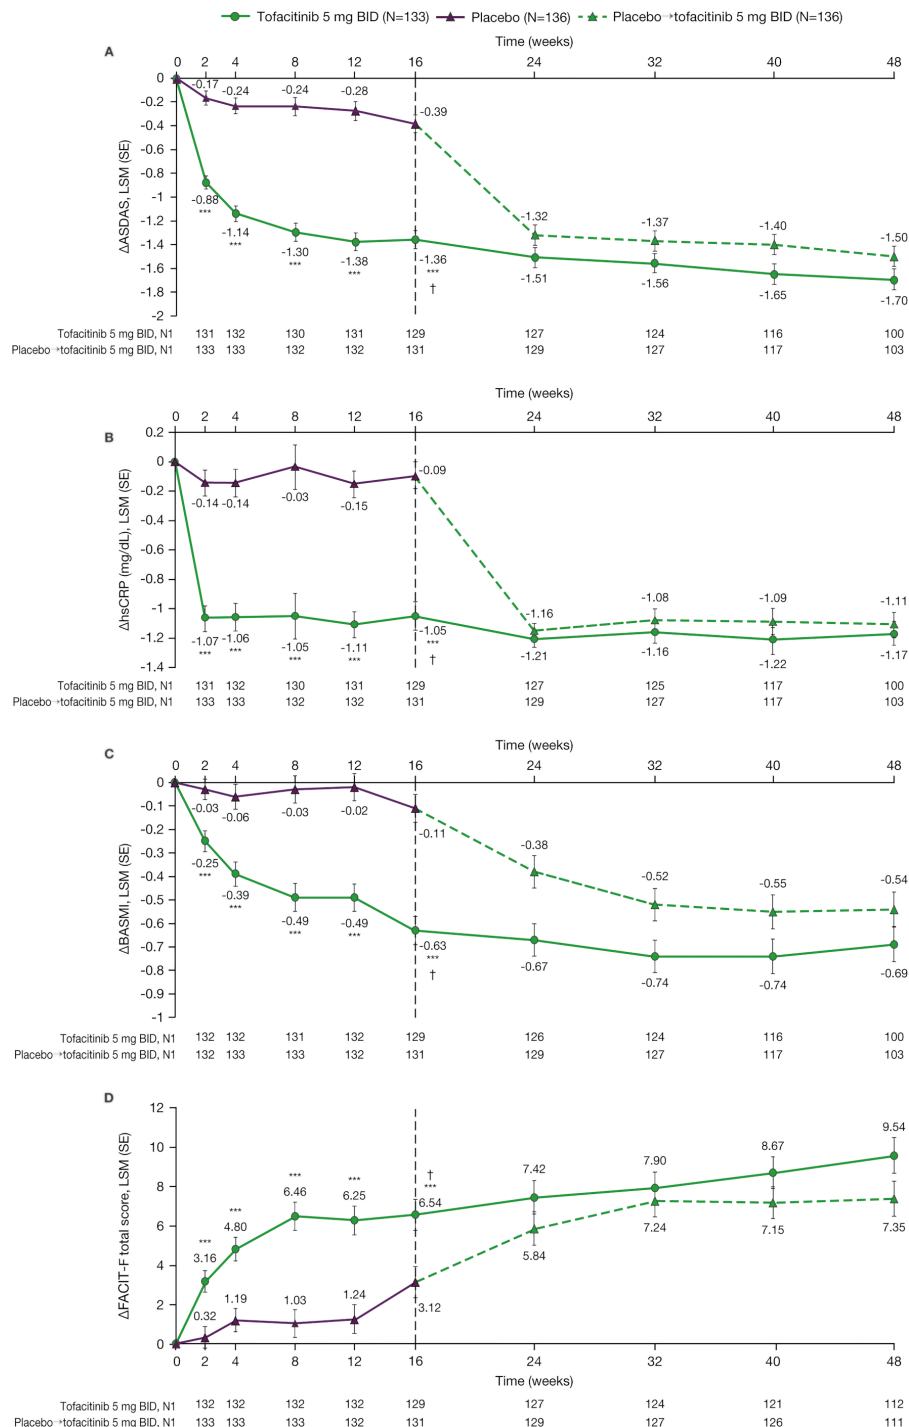 Tofacitinib 5 mg BID (N=133) Placebo (N=136) Placebo→tofacitinib 5 mg BID (N=136)
Time (weeks)
A
0 2 4 8 12 16 24 32 40 48
ΔASDAS, LSM (SE)
0
-0.2
-0.4
-0.6
-0.8
-1
-1.2
-1.4
-1.6
-1.8
-2
-0.17 -0.24 -0.24 -0.28 -0.39
-0.88 -1.14 -1.30 -1.38 -1.36
*** *** *** *** ***
†
-1.32 -1.37 -1.40 -1.50
-1.51 -1.56 -1.65 -1.70
Tofacitinib 5 mg BID, N1 131 132 130 131 129 127 124 116 100
Placebo→tofacitinib 5 mg BID, N1 133 133 132 132 131 129 127 117 103
Time (weeks)
B
0 2 4 8 12 16 24 32 40 48
ΔhsCRP (mg/dL), LSM (SE)
0.2
0
-0.2
-0.4
-0.6
-0.8
-1
-1.2
-1.4
-0.14 -0.14 -0.03 -0.15 -0.09
-1.07 -1.06 -1.05 -1.11 -1.05
*** *** *** *** ***
†
-1.16 -1.08 -1.09 -1.11
-1.21 -1.16 -1.22 -1.17
Tofacitinib 5 mg BID, N1 131 132 130 131 129 127 125 117 100
Placebo→tofacitinib 5 mg BID, N1 133 133 132 132 131 129 127 117 103
Time (weeks)
C
0 2 4 8 12 16 24 32 40 48
ΔBASMI, LSM (SE)
0
-0.1
-0.2
-0.3
-0.4
-0.5
-0.6
-0.7
-0.8
-0.9
-1
-0.03 -0.06 -0.03 -0.02 -0.11
-0.25 -0.39 -0.49 -0.49 -0.63
*** *** *** *** ***
†
-0.38 -0.52 -0.55 -0.54
-0.67 -0.74 -0.74 -0.69
Tofacitinib 5 mg BID, N1 132 132 131 132 129 126 124 116 100
Placebo→tofacitinib 5 mg BID, N1 132 133 133 132 131 129 127 117 103
D
ΔFACIT-F total score, LSM (SE)
12
10
8
6
4
2
0
†
*** *** *** *** ***
3.16 4.80 6.46 6.25 6.54 7.42 7.90 8.67 9.54
0.32 1.19 1.03 1.24 3.12 5.84 7.24 7.15 7.35
0 2 4 8 12 16 24 32 40 48
Time (weeks)
Tofacitinib 5 mg BID, N1 132 132 132 132 129 127 124 121 112
Placebo→tofacitinib 5 mg BID, N1 133 133 133 132 131 129 127 126 111